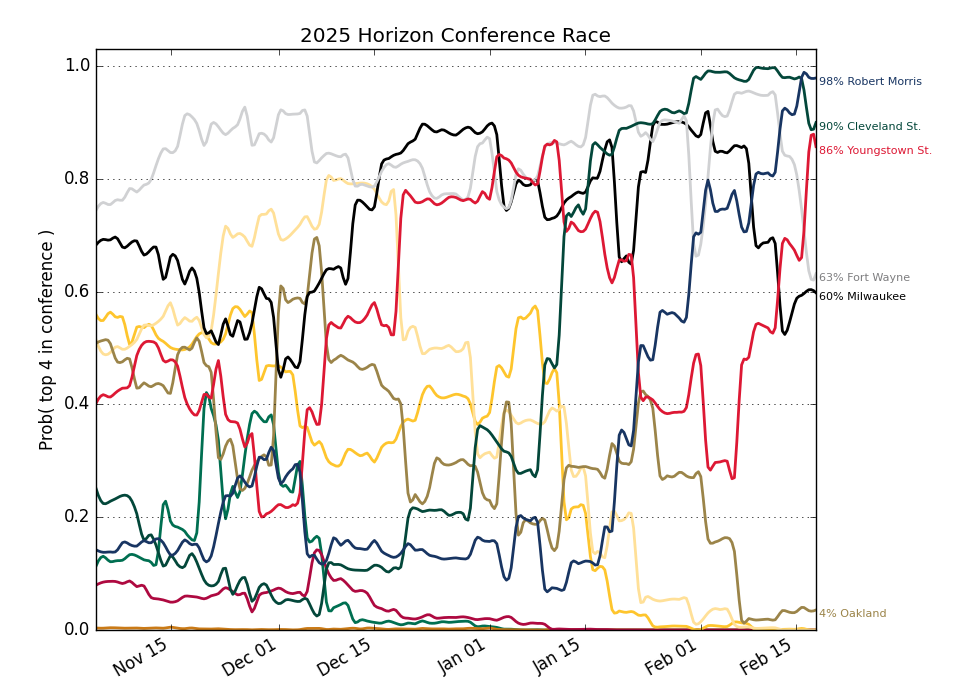 2025 Horizon Conference Race
Prob( top 4 in conference )
1.0
0.8
0.6
0.4
0.2
0.0
98% Robert Morris
90% Cleveland St.
86% Youngstown St.
63% Fort Wayne
60% Milwaukee
4% Oakland
Nov 15
Dec 01
Dec 15
Jan 01
Jan 15
Feb 01
Feb 15